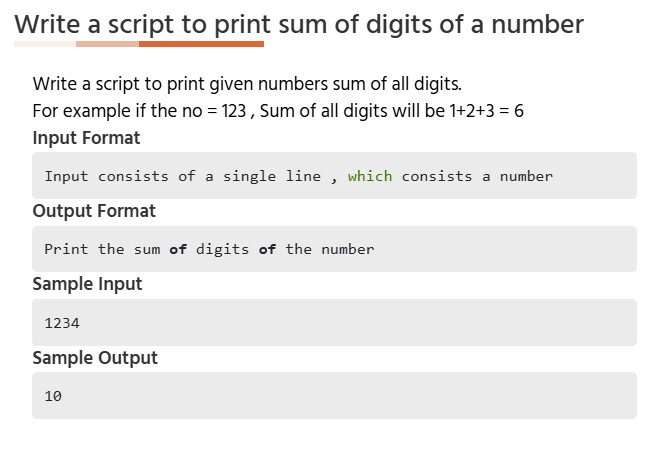 Write a script to print sum of digits of a number
Write a script to print given numbers sum of all digits.
For example if the no = 123 , Sum of all digits will be 1+2+3 = 6
Input Format
Input consists of a single line , which consists a number
Output Format
Print the sum of digits of the number
Sample Input
1234
Sample Output
10